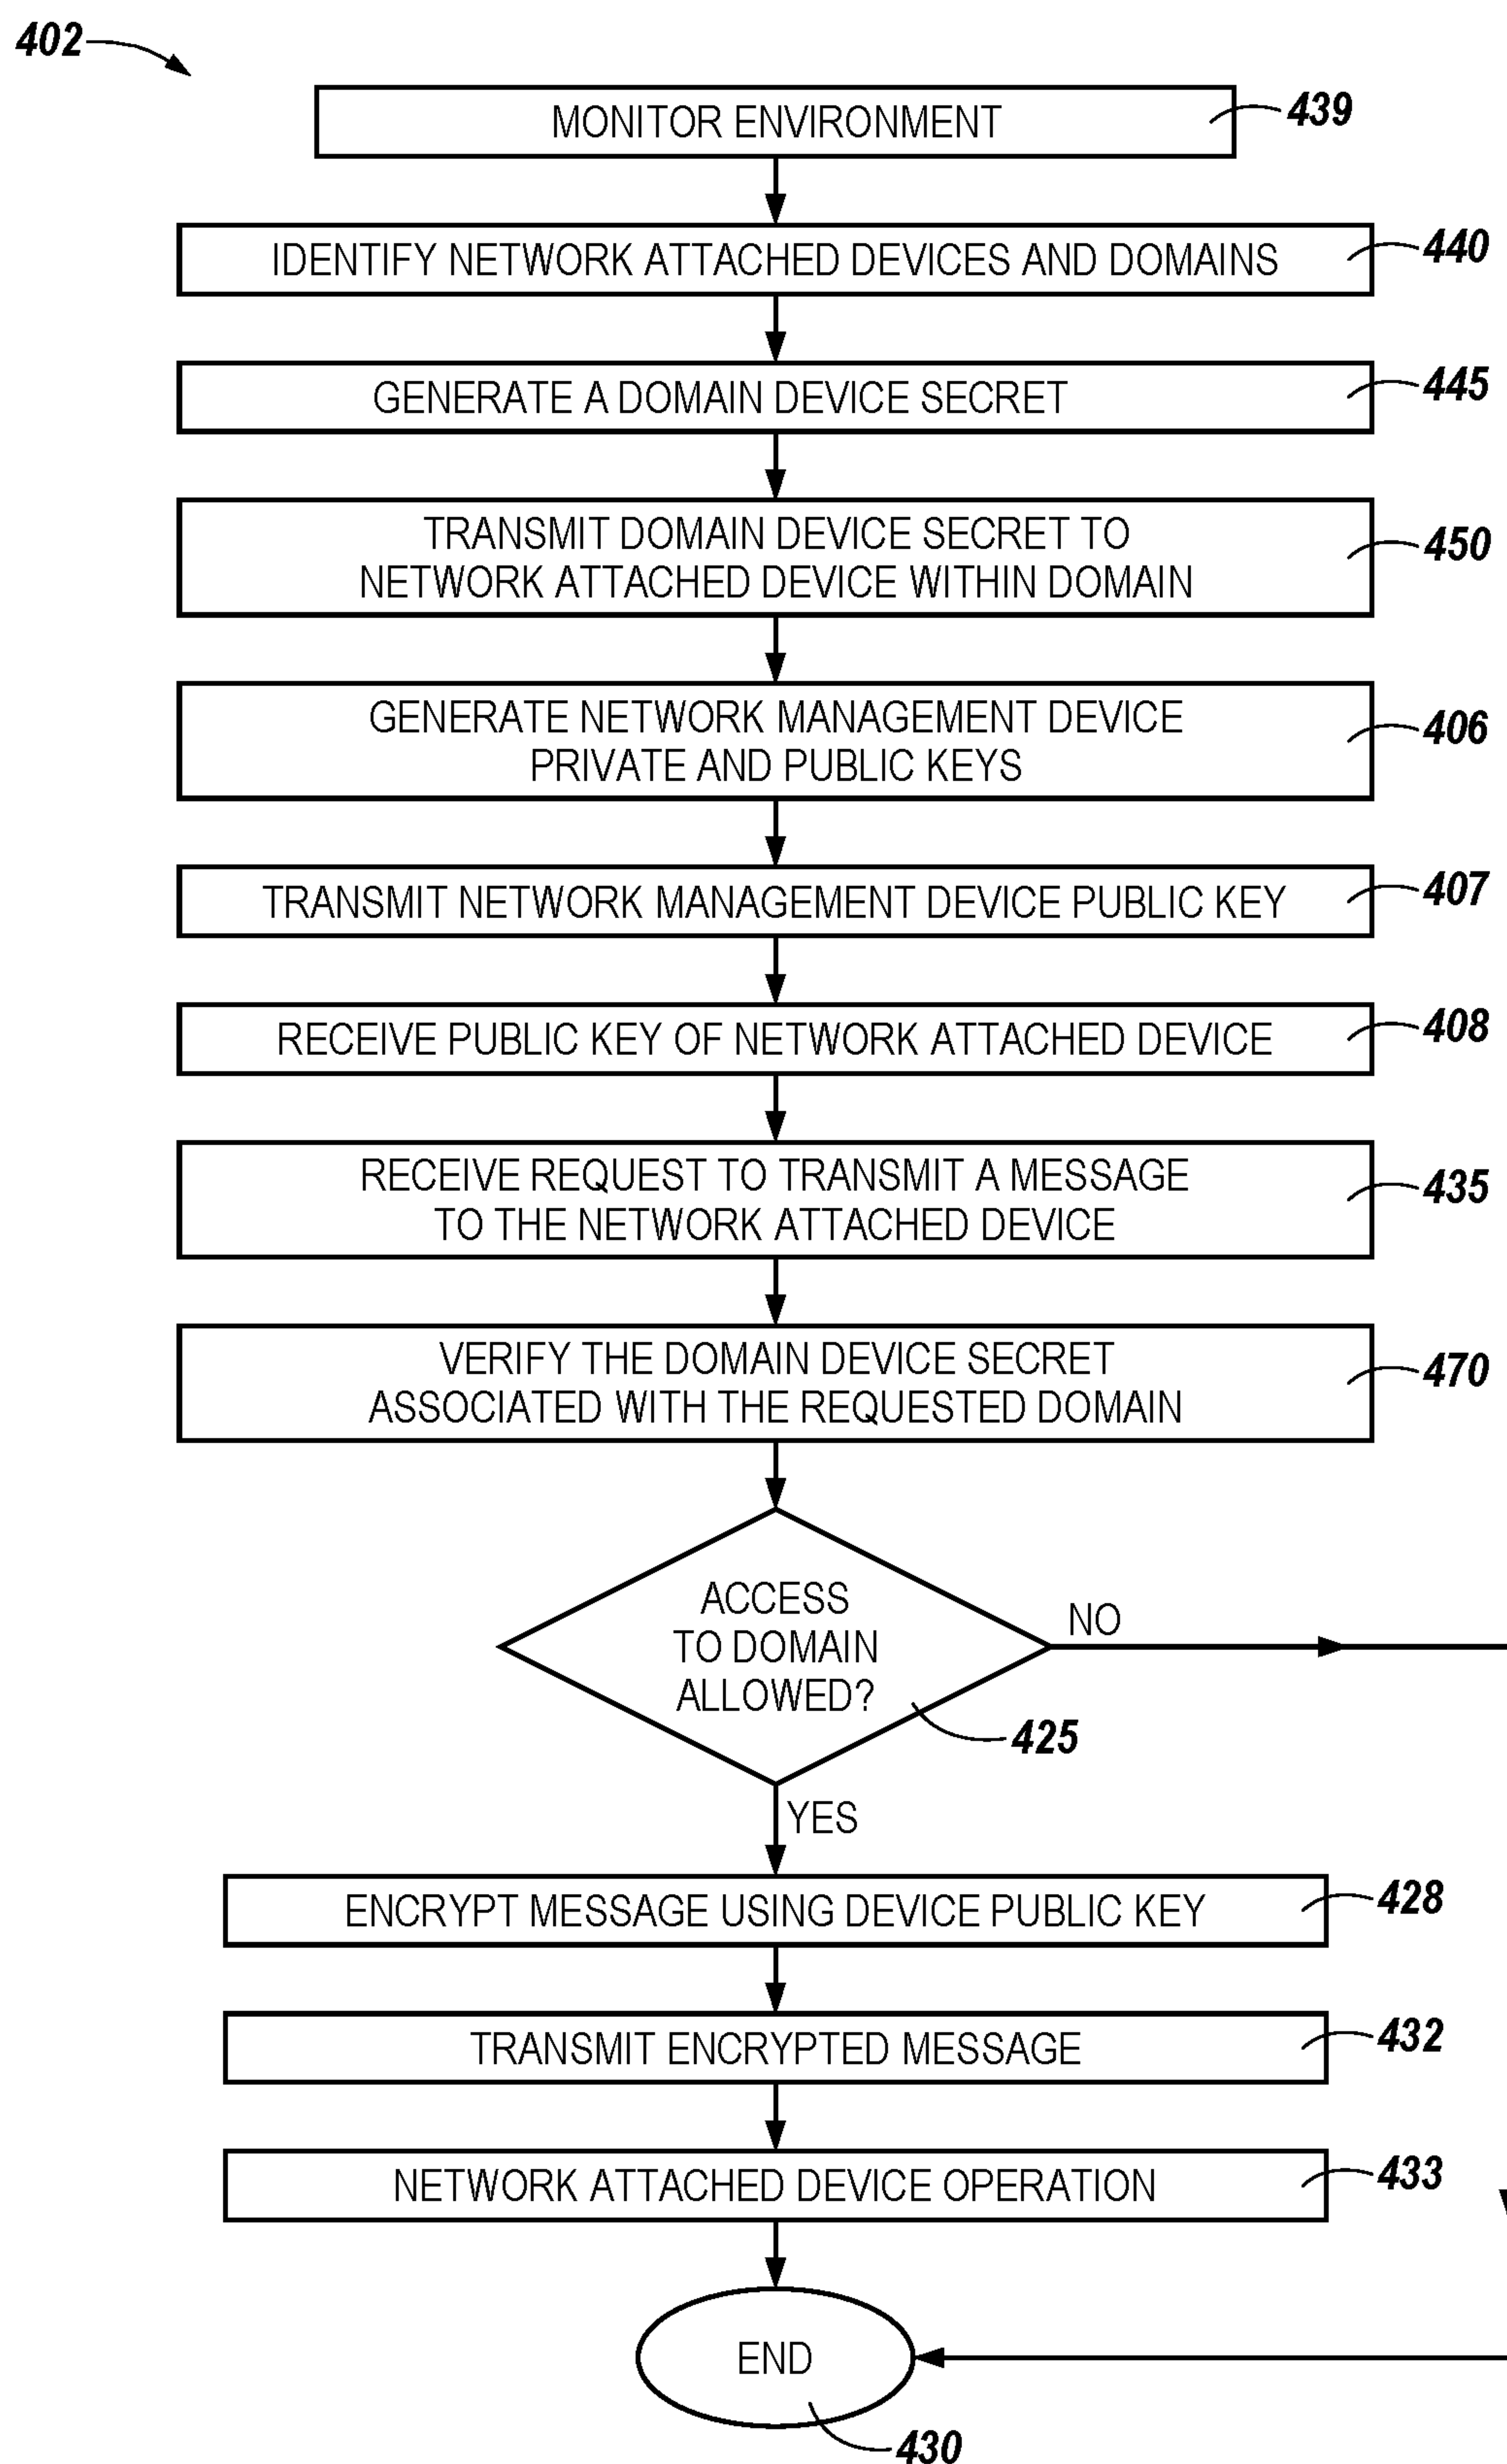 402
MONITOR ENVIRONMENT
439
IDENTIFY NETWORK ATTACHED DEVICES AND DOMAINS
440
GENERATE A DOMAIN DEVICE SECRET
445
TRANSMIT DOMAIN DEVICE SECRET TO
NETWORK ATTACHED DEVICE WITHIN DOMAIN
450
GENERATE NETWORK MANAGEMENT DEVICE
PRIVATE AND PUBLIC KEYS
406
TRANSMIT NETWORK MANAGEMENT DEVICE PUBLIC KEY
407
RECEIVE PUBLIC KEY OF NETWORK ATTACHED DEVICE
408
RECEIVE REQUEST TO TRANSMIT A MESSAGE
TO THE NETWORK ATTACHED DEVICE
435
VERIFY THE DOMAIN DEVICE SECRET
ASSOCIATED WITH THE REQUESTED DOMAIN
470
ACCESS
TO DOMAIN
ALLOWED?
NO
425
YES
ENCRYPT MESSAGE USING DEVICE PUBLIC KEY
428
TRANSMIT ENCRYPTED MESSAGE
432
NETWORK ATTACHED DEVICE OPERATION
433
END
430